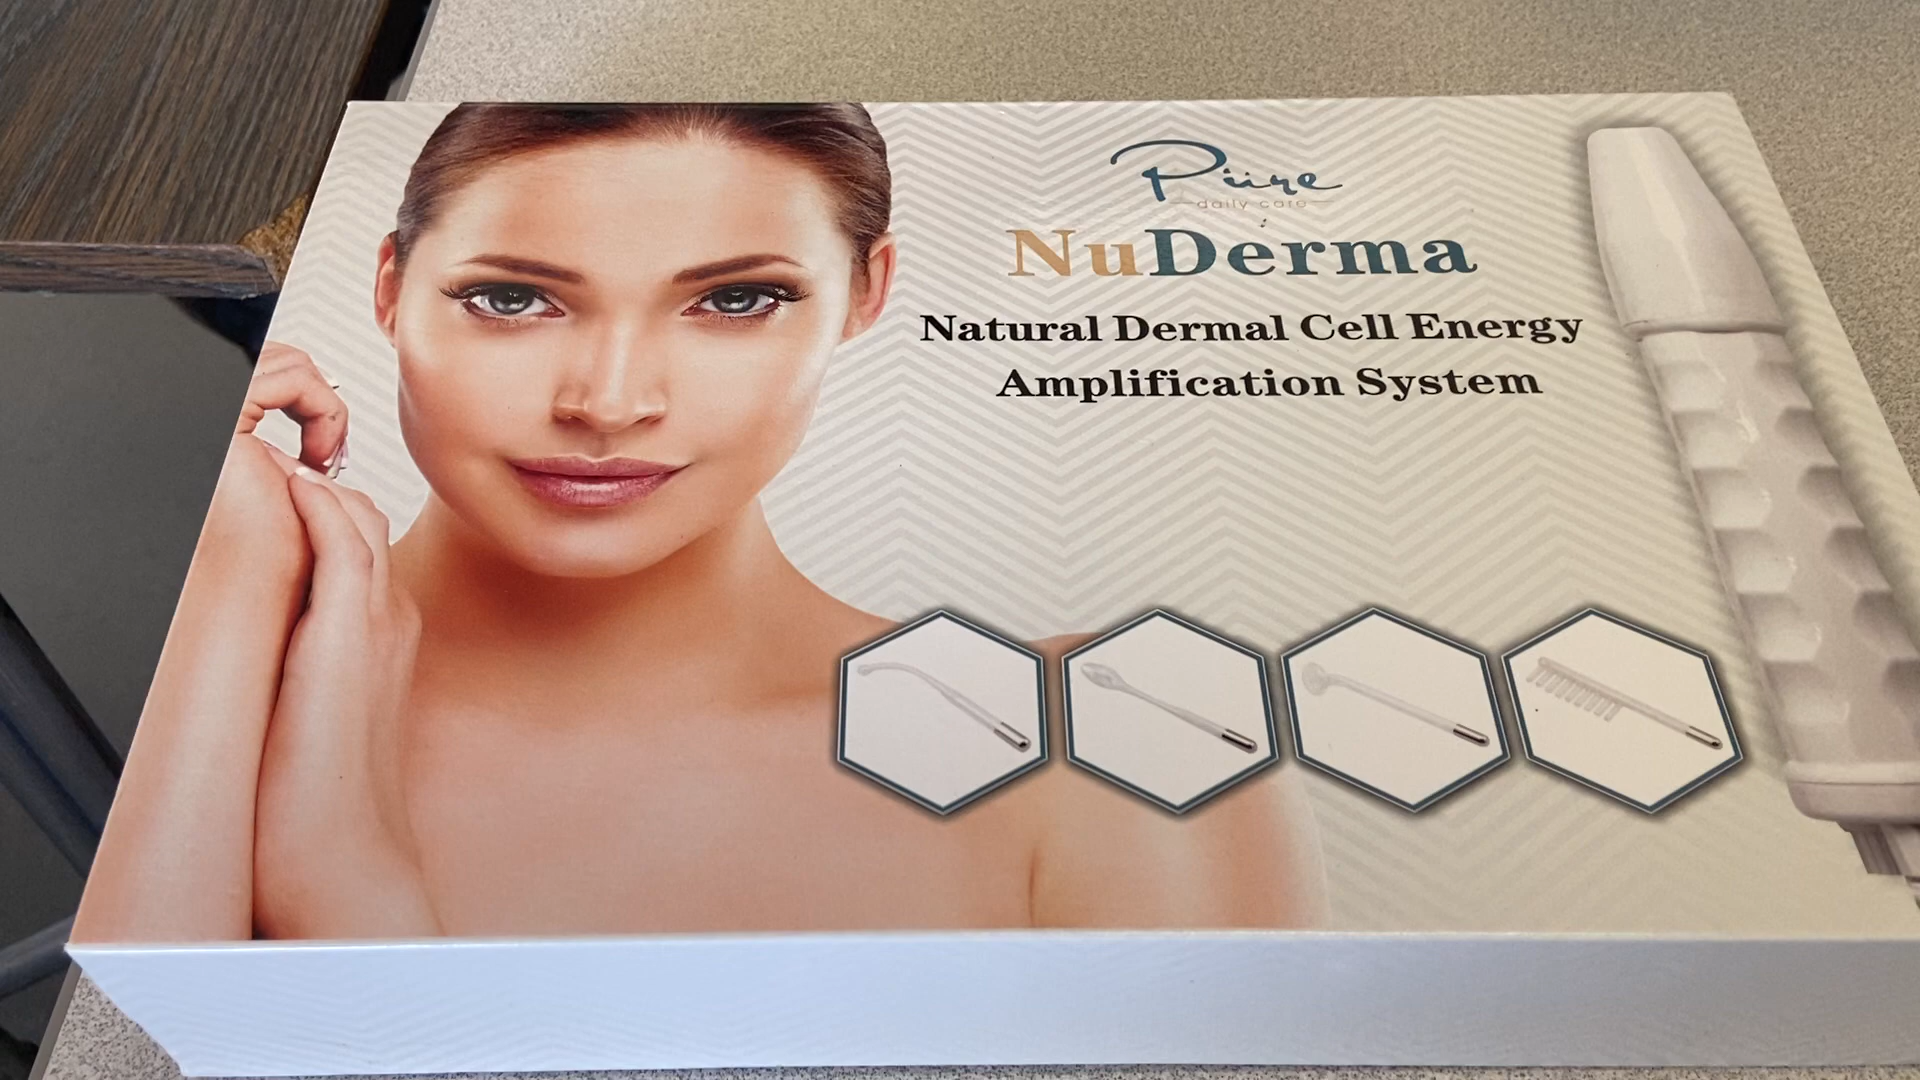 Püre
daily care
NuDerma
Natural Dermal Cell Energy
Amplification System